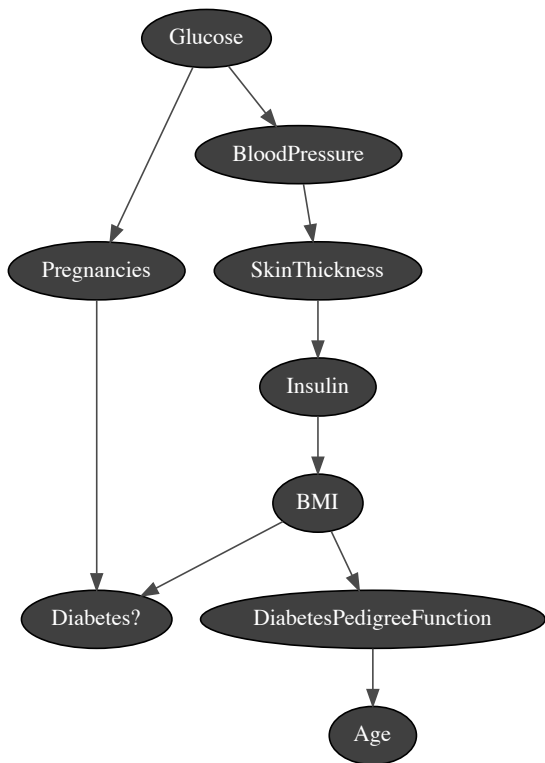 Glucose
BloodPressure
Pregnancies
SkinThickness
Insulin
BMI
Diabetes?
DiabetesPedigreeFunction
Age